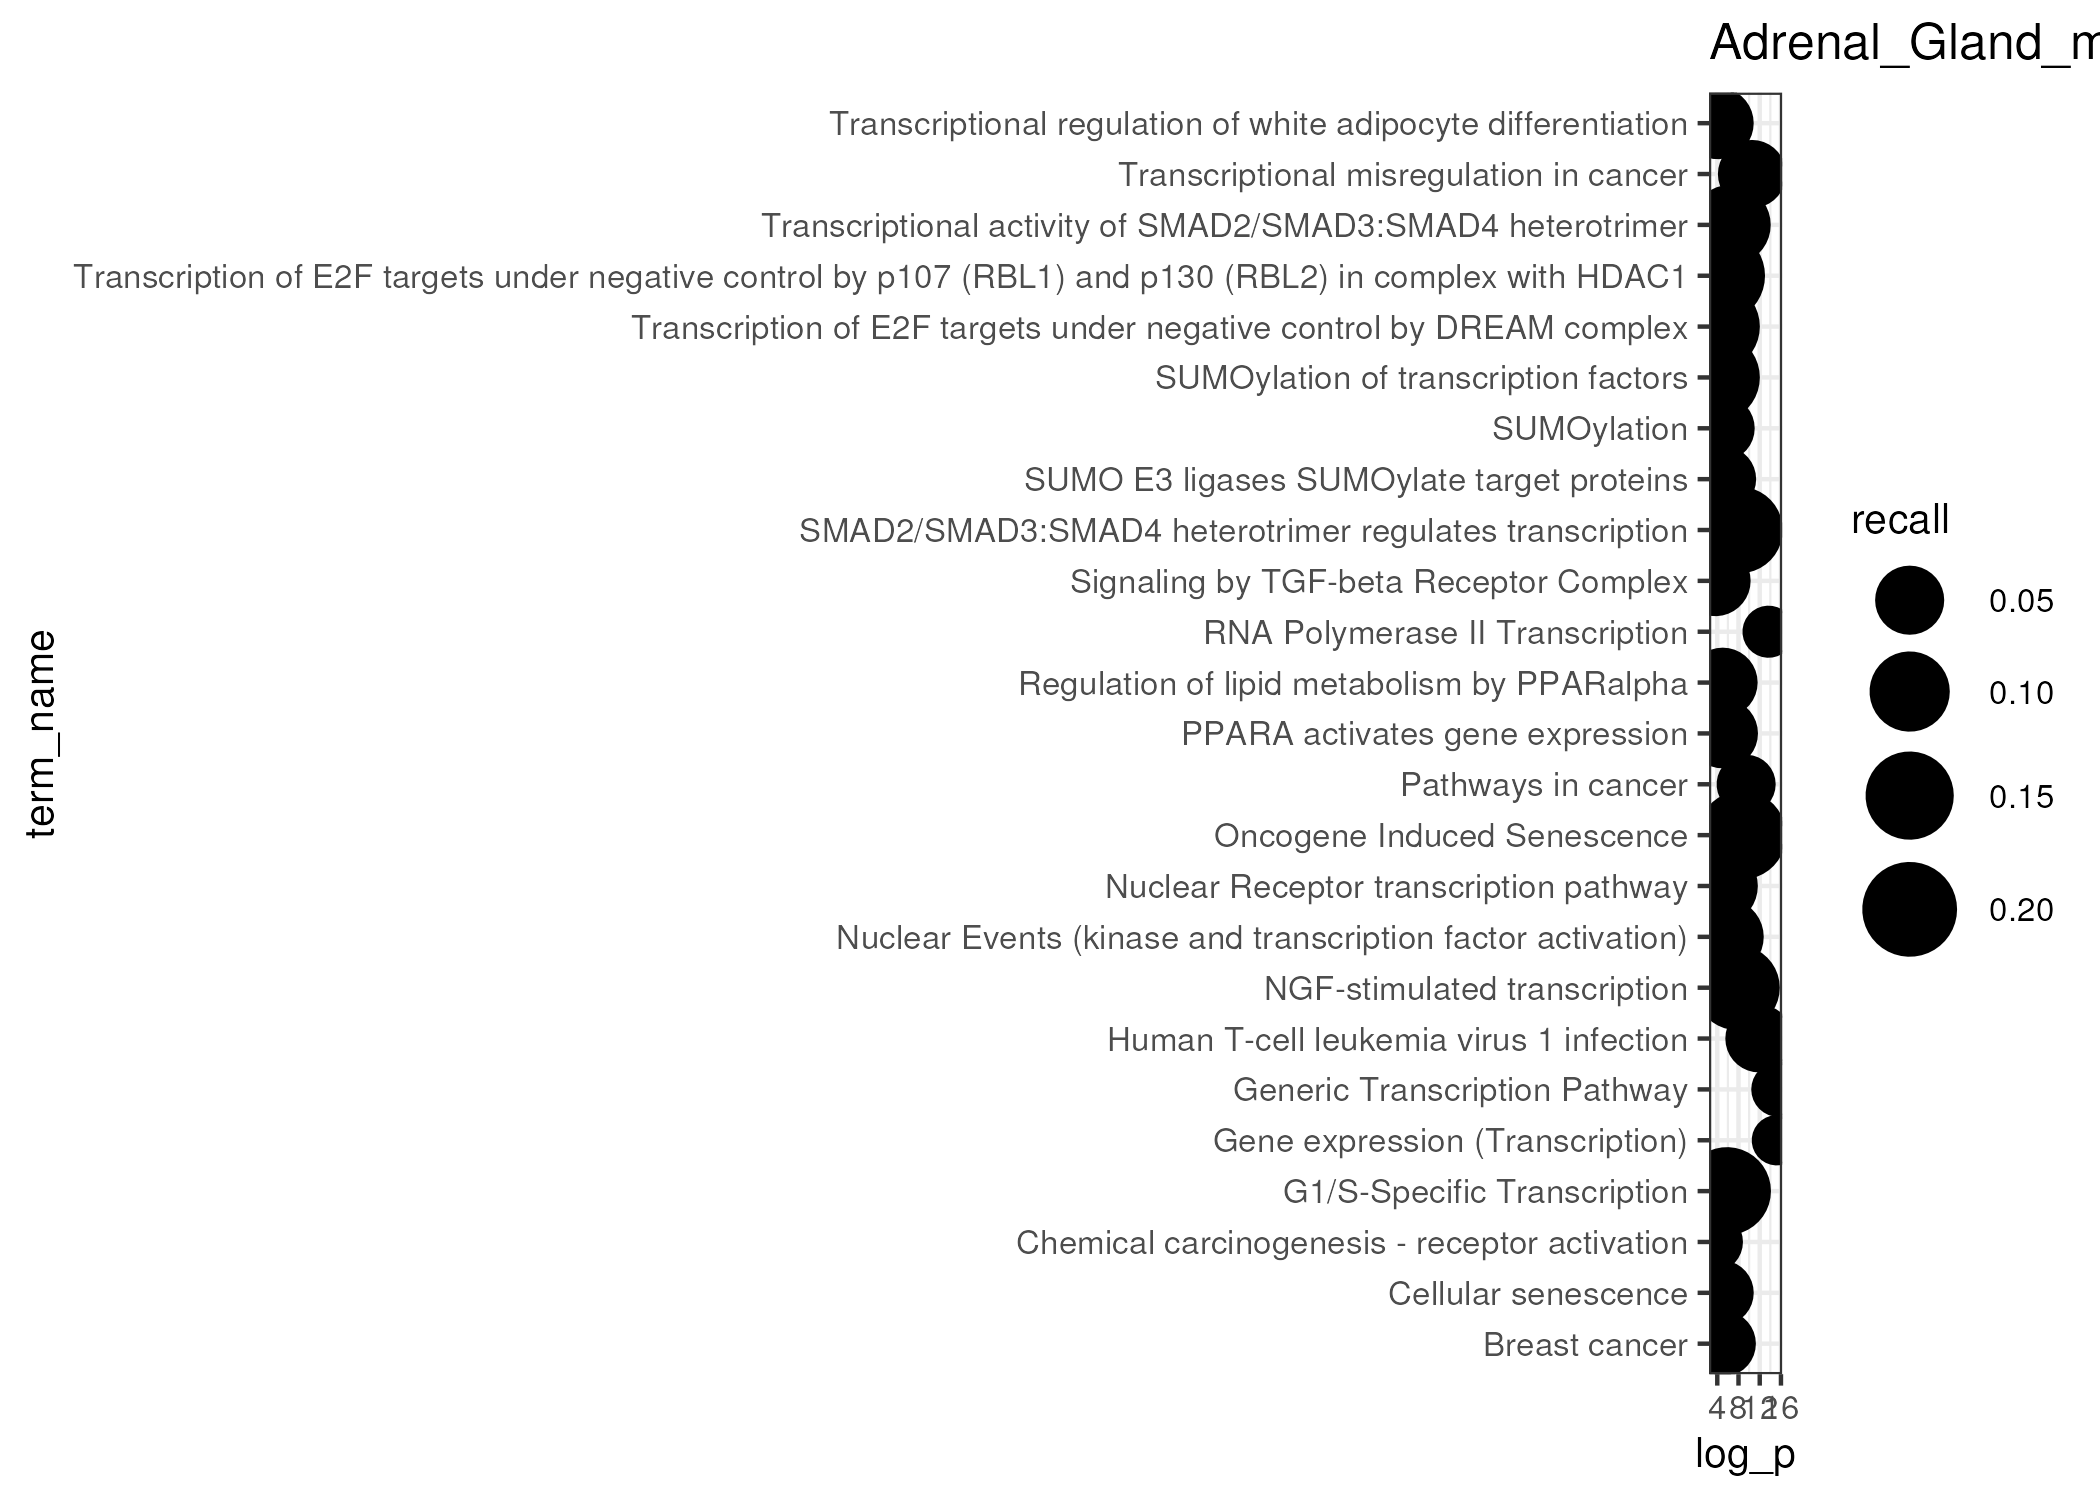 Adrenal_Gland_m
Transcriptional regulation of white adipocyte differentiation
Transcriptional misregulation in cancer
Transcriptional activity of SMAD2/SMAD3:SMAD4 heterotrimer
Transcription of E2F targets under negative control by p107 (RBL1) and p130 (RBL2) in complex with HDAC1
Transcription of E2F targets under negative control by DREAM complex
SUMOylation of transcription factors
SUMOylation
SUMO E3 ligases SUMOylate target proteins
SMAD2/SMAD3:SMAD4 heterotrimer regulates transcription
Signaling by TGF-beta Receptor Complex
RNA Polymerase II Transcription
Regulation of lipid metabolism by PPARalpha
PPARA activates gene expression
Pathways in cancer
Oncogene Induced Senescence
Nuclear Receptor transcription pathway
Nuclear Events (kinase and transcription factor activation)
NGF-stimulated transcription
Human T-cell leukemia virus 1 infection
Generic Transcription Pathway
Gene expression (Transcription)
G1/S-Specific Transcription
Chemical carcinogenesis - receptor activation
Cellular senescence
Breast cancer
term_name
4 8 12 16
log_p
recall
0.05
0.10
0.15
0.20